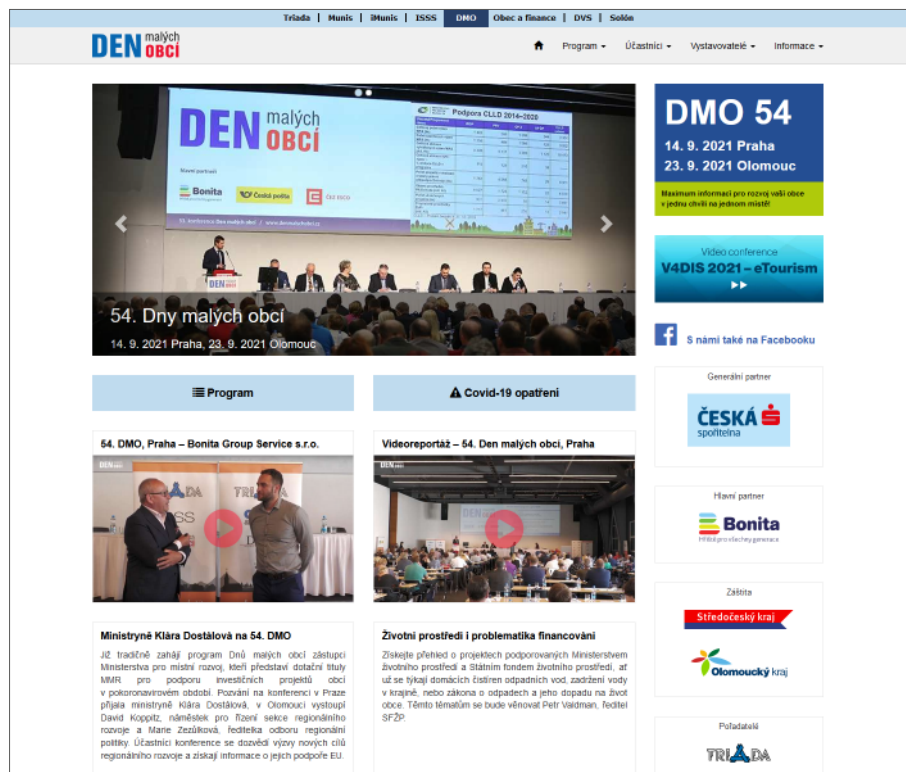 Triada | Munis | iMunis | ISSS DMO Obec a finance | DVS | Solón
DEN malých OBCÍ
Program Účastníci Vystavovatelé Informace
DEN malých OBCÍ
Podpora CLLD 2014–2020
hlavní partneři
Bonita Česká pošta ČEZ ESCO
DEN
54. Dny malých obcí
14. 9. 2021 Praha, 23. 9. 2021 Olomouc
DMO 54
14. 9. 2021 Praha
23. 9. 2021 Olomouc
Maximum informací pro rozvoj vaší obce
v jednu chvíli na jednom místě!
Video conference
V4DIS 2021 – eTourism
S námi také na Facebooku
Program
Covid-19 opatření
Generální partner
ČESKÁ
spořitelna
54. DMO, Praha – Bonita Group Service s.r.o.
Videoreportáž – 54. Den malých obcí, Praha
Hlavní partner
Bonita
Hřiště pro všechny generace
Ministryně Klára Dostálová na 54. DMO
Již tradičně zahájí program Dnů malých obcí zástupci
Ministerstva pro místní rozvoj, kteří představí dotační tituly
MMR pro podporu investičních projektů obcí
v pokoronavirovém období. Pozvání na konferenci v Praze
přijala ministryně Klára Dostálová, v Olomouci vystoupí
David Koppitz, náměstek pro řízení sekce regionálního
rozvoje a Marie Zezůlková, ředitelka odboru regionální
politiky. Účastníci konference se dozvědí výzvy nových cílů
regionálního rozvoje a získají informace o jejich podpoře EU.
Životní prostředí i problematika financování
Získejte přehled o projektech podporovaných Ministerstvem
životního prostředí a Státním fondem životního prostředí, ať
už se týkají domácích čistíren odpadních vod, zadržení vody
v krajině, nebo zákona o odpadech a jeho dopadu na život
obce. Těmto tématům se bude věnovat Petr Valdman, ředitel
SFŽP.
Záštita
Středočeský kraj
Olomoucký kraj
Pořadatelé
TRIADA